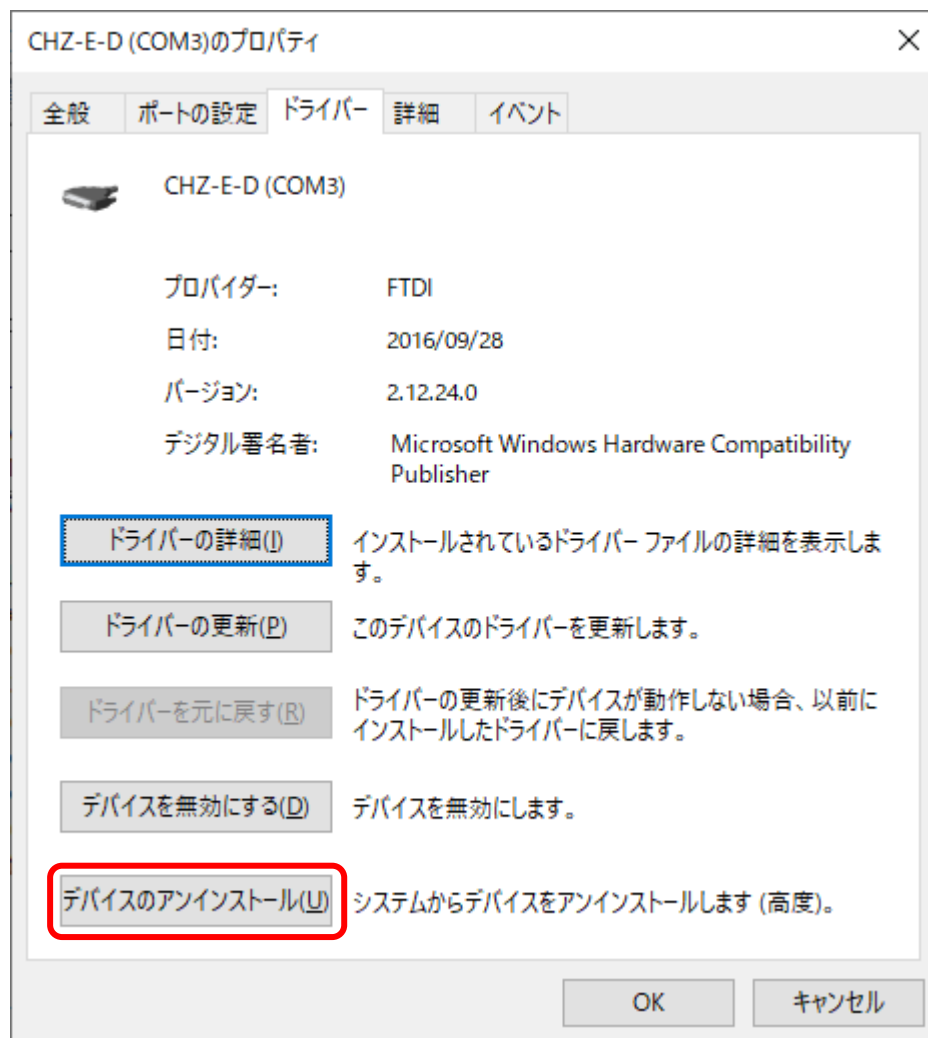 CHZ-E-D (COM3)のプロパティ
全般 ポートの設定 ドライバー 詳細 イベント
CHZ-E-D (COM3)
プロバイダー: FTDI
日付: 2016/09/28
バージョン: 2.12.24.0
デジタル署名者: Microsoft Windows Hardware Compatibility
Publisher
ドライバーの詳細(I) インストールされているドライバー ファイルの詳細を表示しま
す。
ドライバーの更新(P) このデバイスのドライバーを更新します。
ドライバーを元に戻す(R) ドライバーの更新後にデバイスが動作しない場合、以前に
インストールしたドライバーに戻します。
デバイスを無効にする(D) デバイスを無効にします。
デバイスのアンインストール(U) システムからデバイスをアンインストールします (高度)。
OK キャンセル